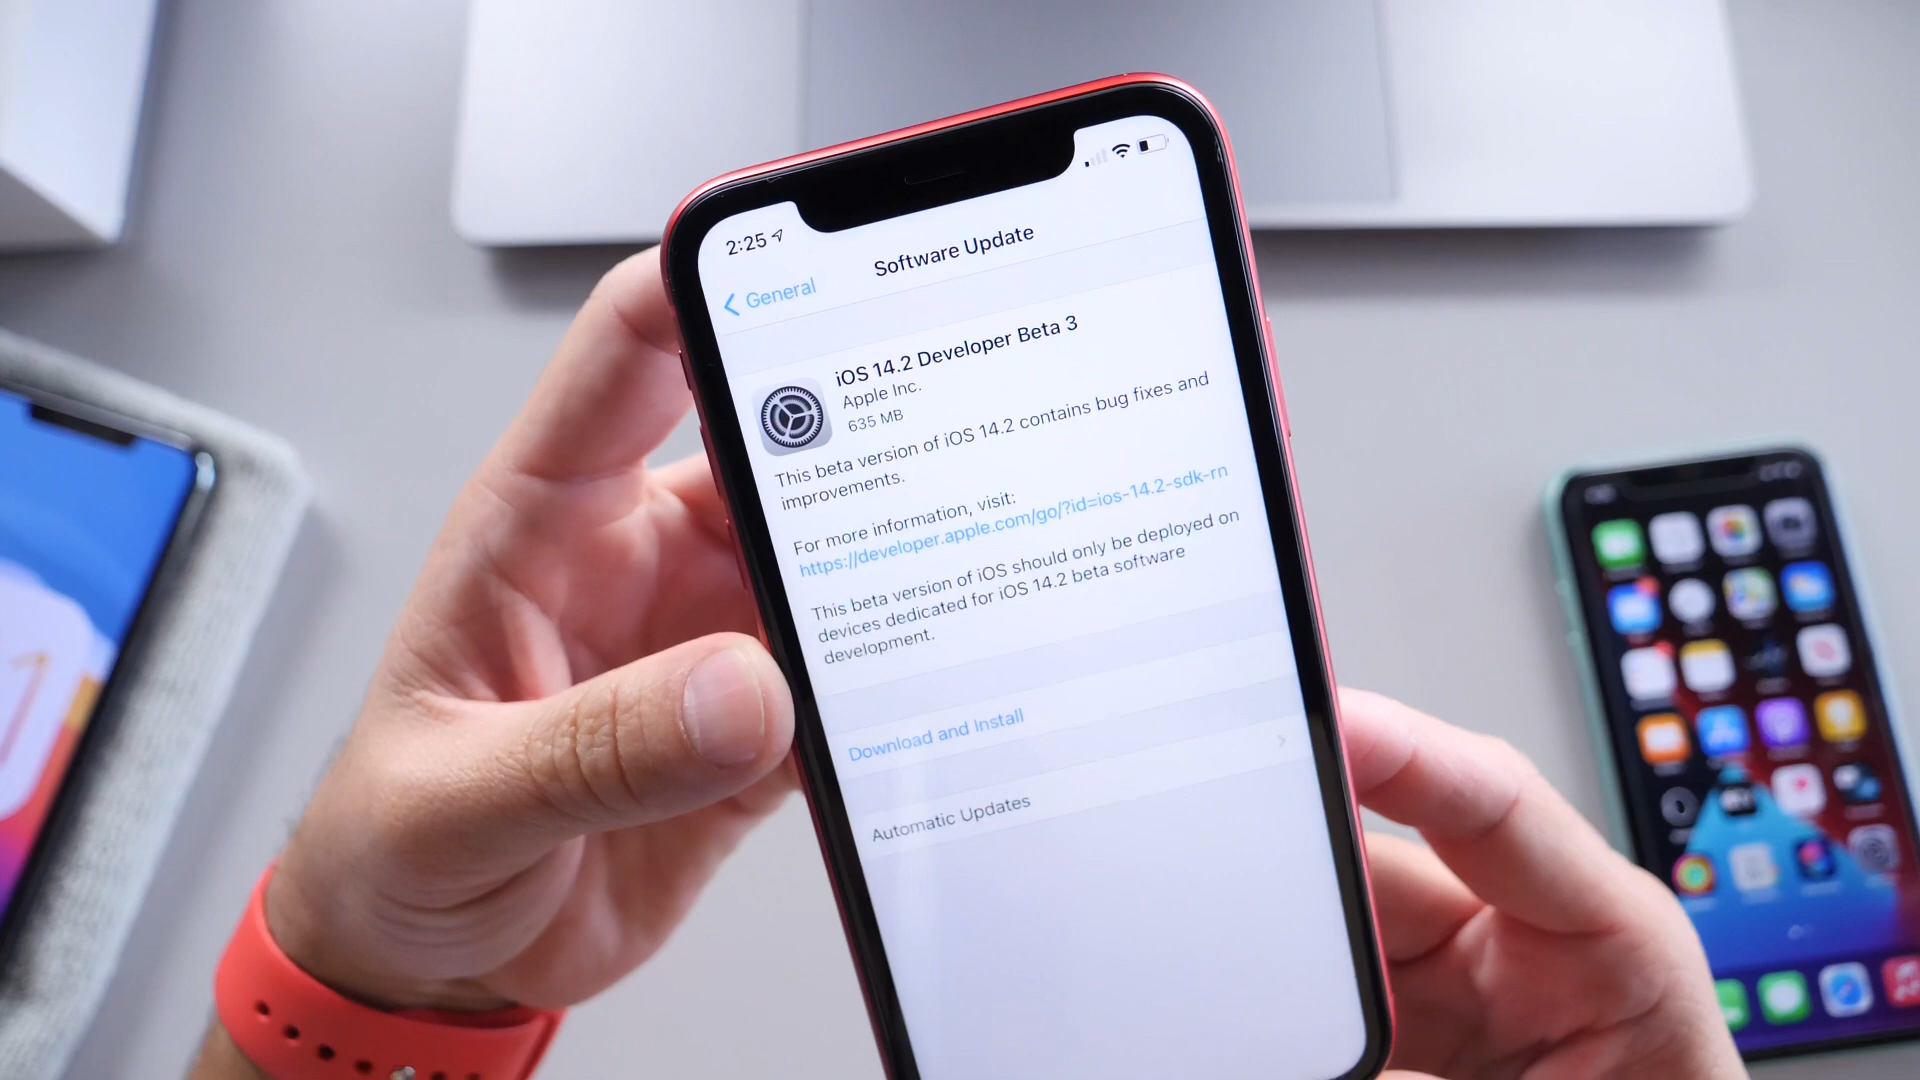 2:25
General
Software Update
iOS 14.2 Developer Beta 3
Apple Inc.
635 MB
This beta version of iOS 14.2 contains bug fixes and
improvements.
For more information, visit:
https://developer.apple.com/go/?id=ios-14.2-sdk-rn
This beta version of iOS should only be deployed on
devices dedicated for iOS 14.2 beta software
development.
Download and Install
Automatic Updates
1